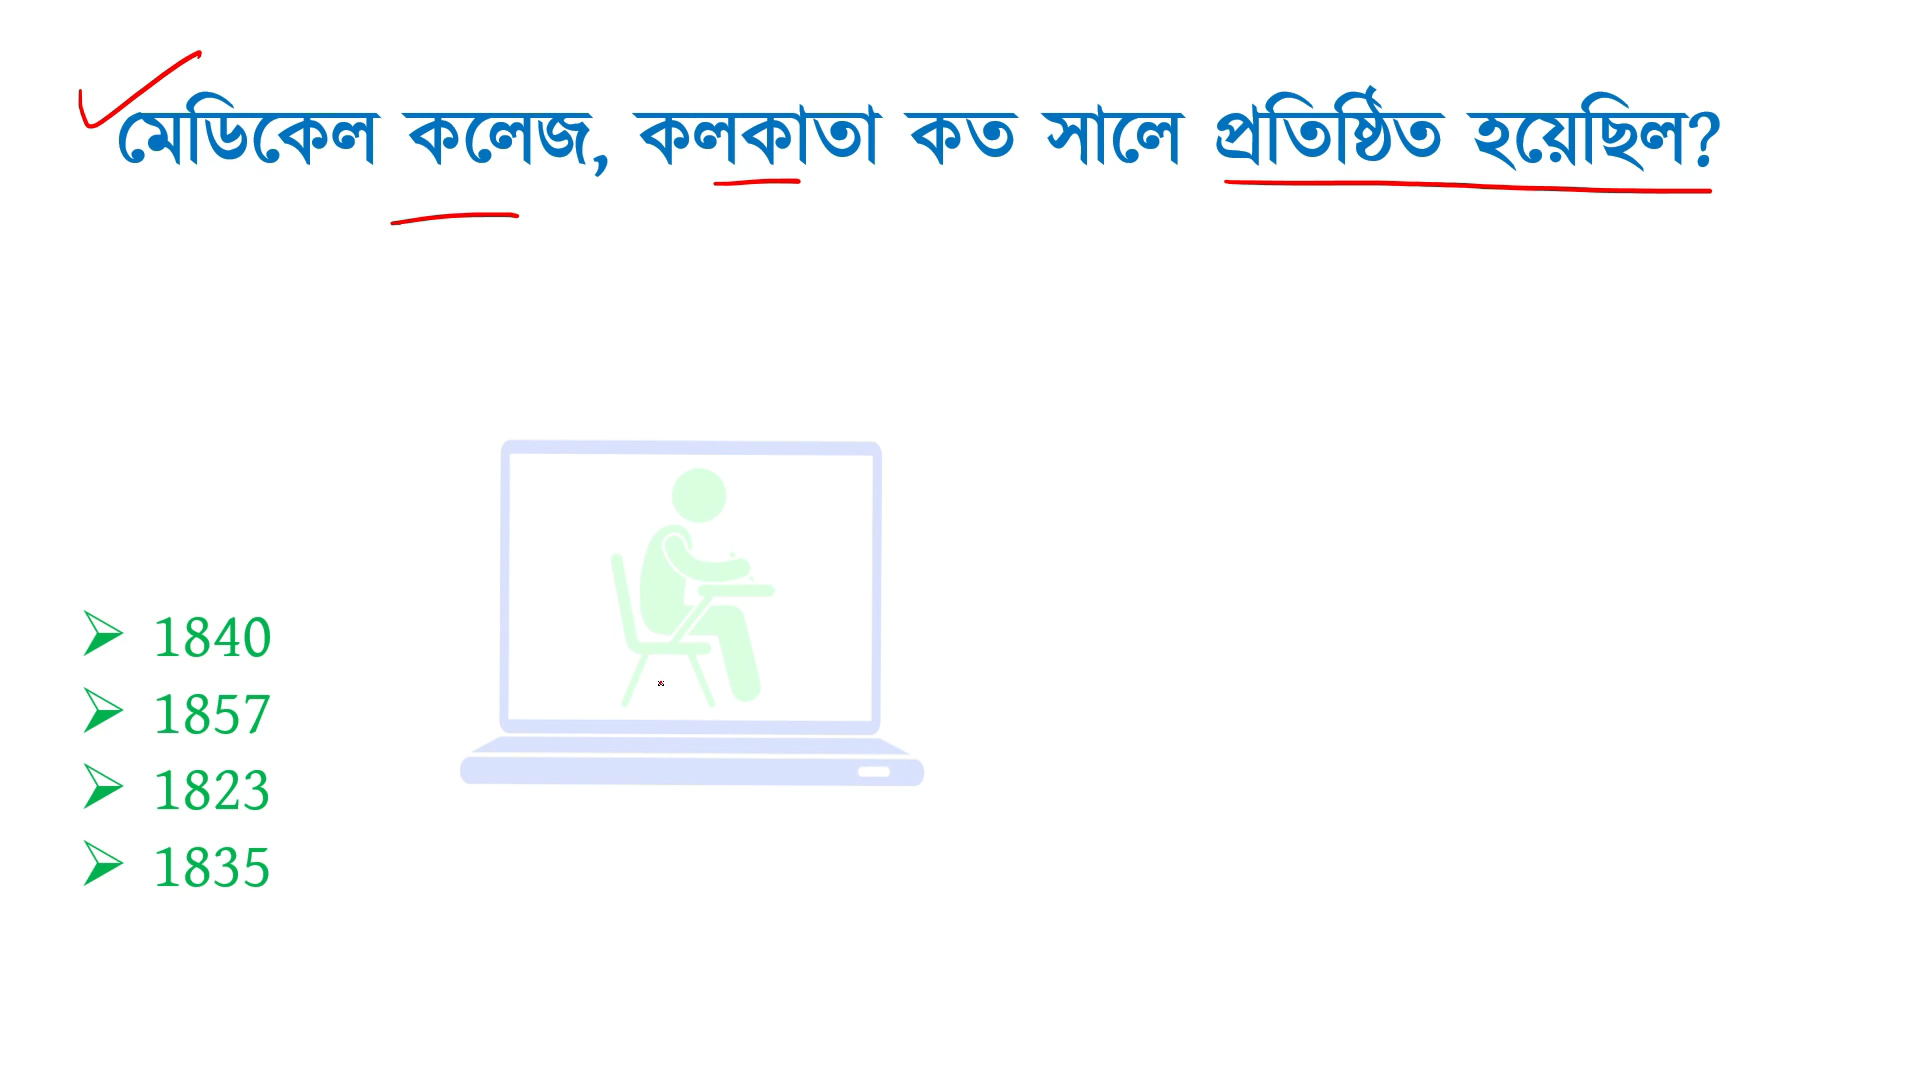 মেডিকেল কলেজ, কলকাতা কত সালে প্রতিষ্ঠিত হয়েছিল?
1840
1857
1823
1835